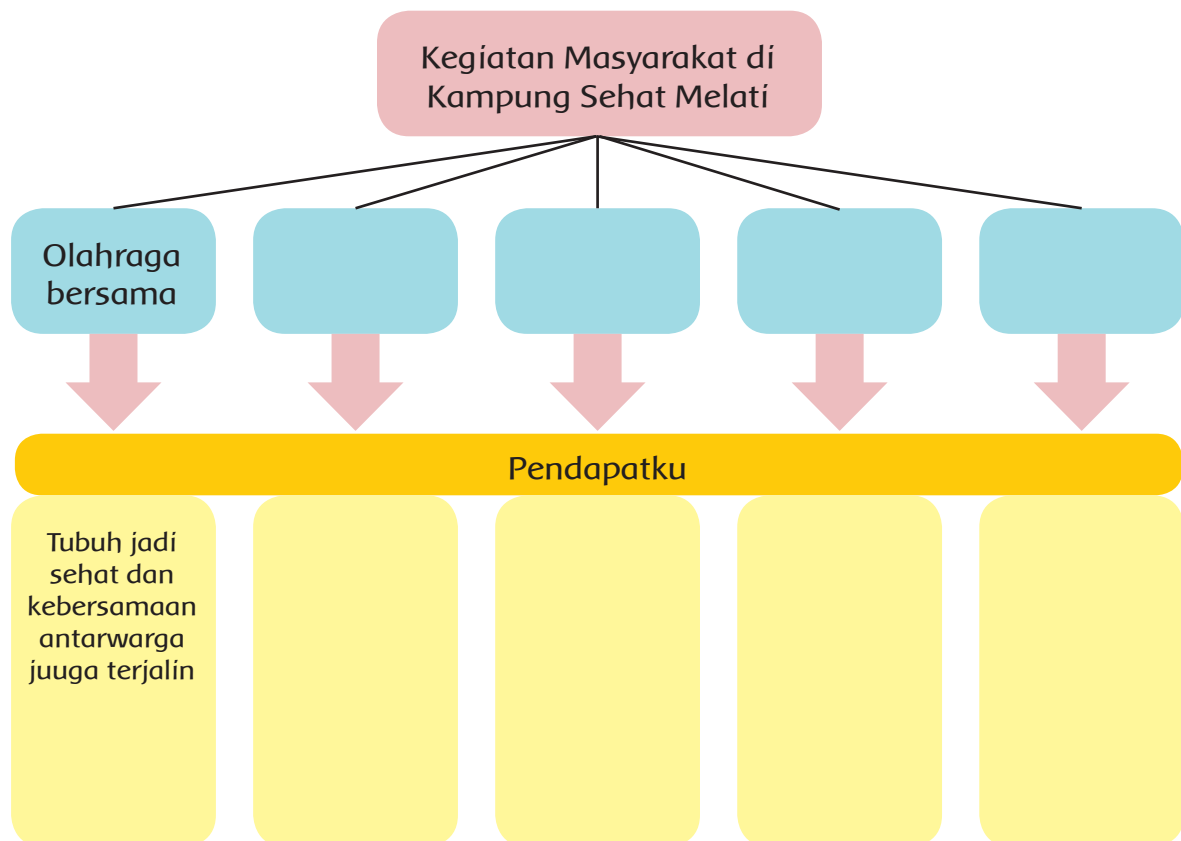 Kegiatan Masyarakat di
Kampung Sehat Melati
Olahraga
bersama
Pendapatku
Tubuh jadi
sehat dan
kebersamaan
antarwarga
juuga terjalin